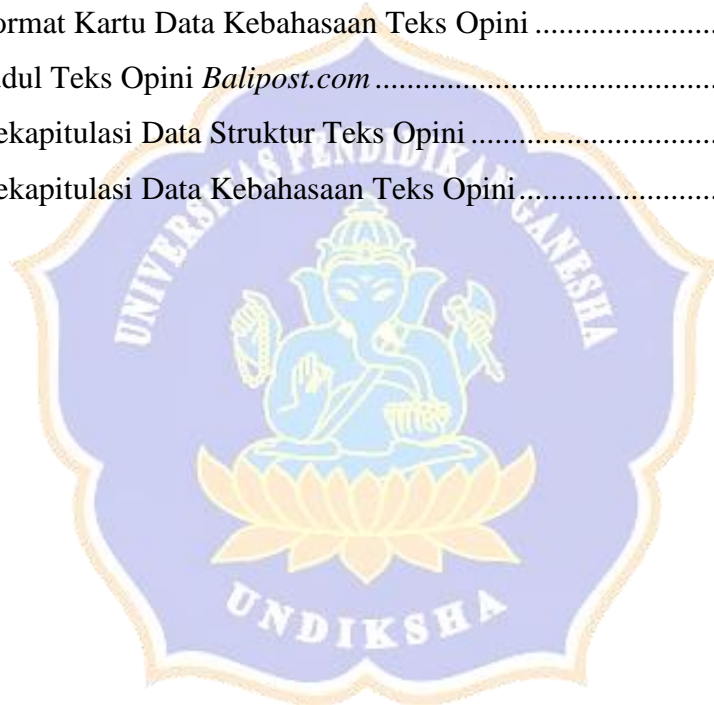 ormat Kartu Data Kebahasaan Teks Opini .......................
dul Teks Opini Balipost.com ...........................................
ekapitulasi Data Struktur Teks Opini ...............................
ekapitulasi Data Kebahasaan Teks Opini.........................
UNIVERSITAS PENDIDIKAN GANESHA
UNDIKSHA